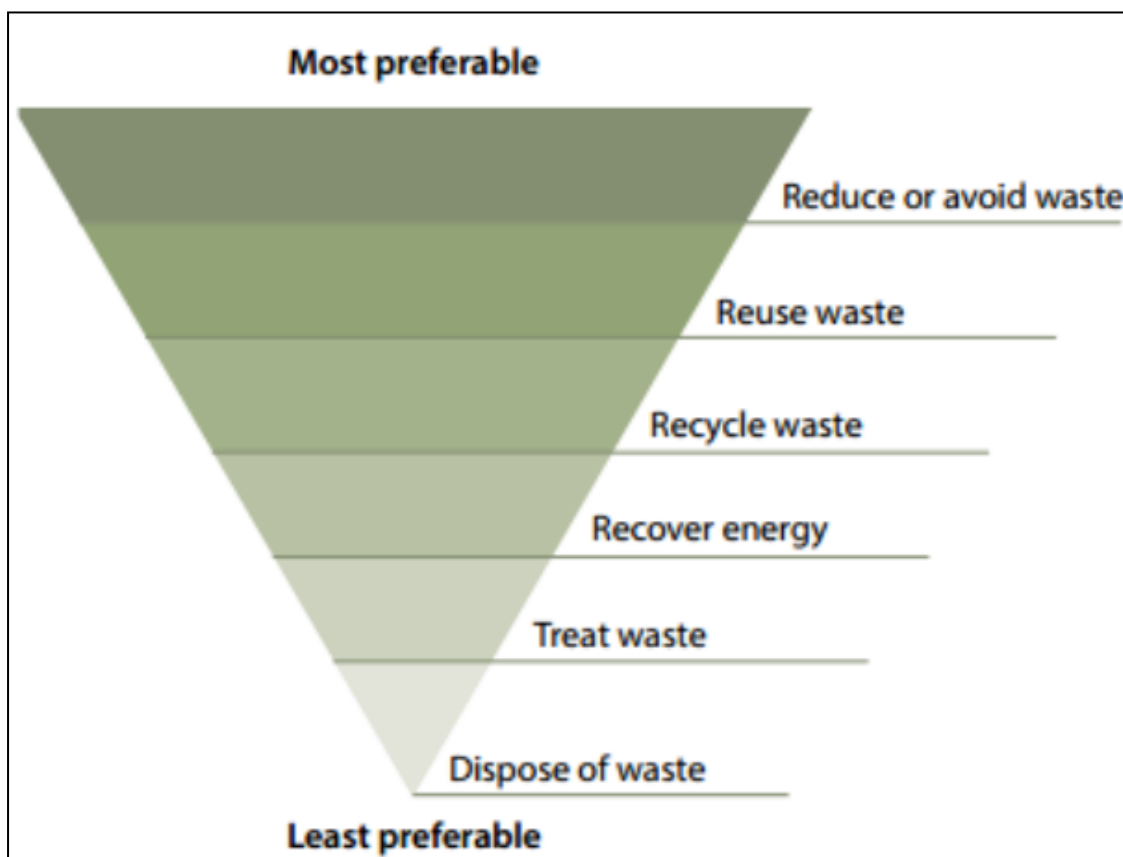 Most preferable
Reduce or avoid waste
Reuse waste
Recycle waste
Recover energy
Treat waste
Dispose of waste
Least preferable